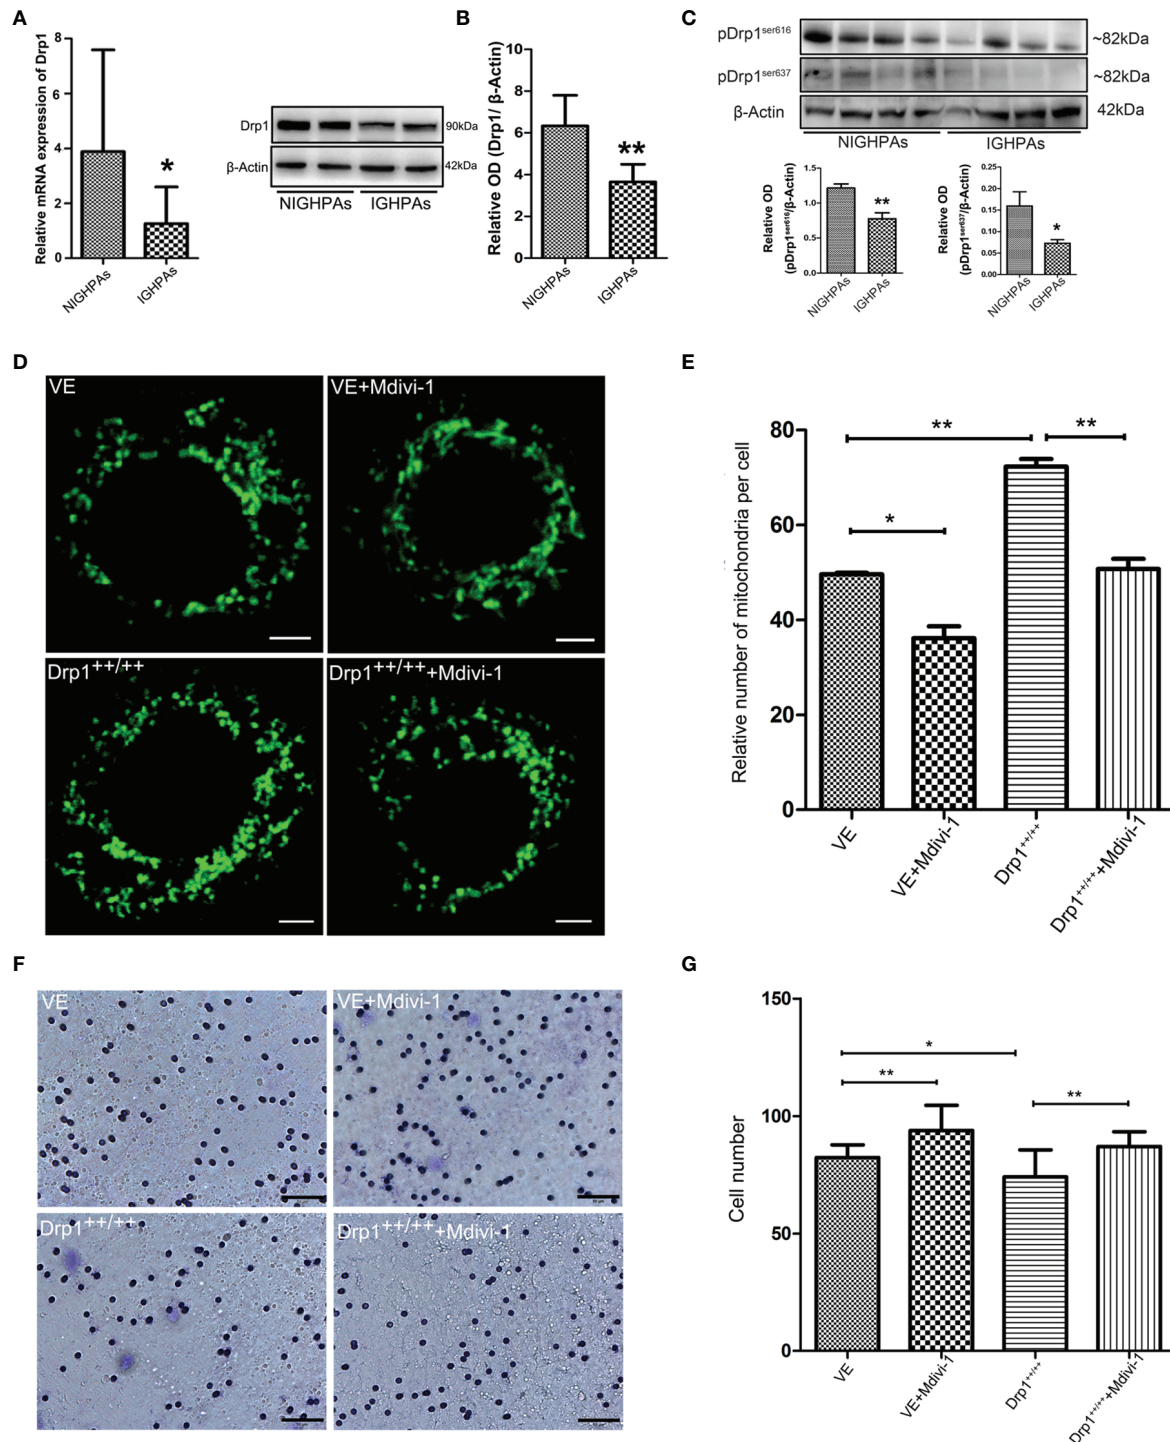 A
Relative mRNA expression of Drp1
8
6
4
2
0
*
NIGHPAs
IGHPAs
Drp1
90kDa
β-Actin
42kDa
NIGHPAs
IGHPAs
B
Relative OD (Drp1/ β-Actin)
10
8
6
4
2
0
**
NIGHPAs
IGHPAs
C
pDrp1ser616
~82kDa
pDrp1ser637
~82kDa
β-Actin
42kDa
NIGHPAs
IGHPAs
Relative OD
(pDrp1ser616/β-Actin)
1.5
1.0
0.5
0.0
**
NIGHPAs
IGHPAs
Relative OD
(pDrp1ser637/β-Actin)
0.25
0.20
0.15
0.10
0.05
0.00
*
NIGHPAs
IGHPAs
D
VE
VE+Mdivi-1
Drp1++/++
Drp1++/+++Mdivi-1
E
Relative number of mitochondria per cell
80
60
40
20
0
**
**
*
VE
VE+Mdivi-1
Drp1++/++
Drp1++/+++Mdivi-1
F
VE
VE+Mdivi-1
Drp1++/++
Drp1++/+++Mdivi-1
G
Cell number
150
100
50
0
*
**
**
VE
VE+Mdivi-1
Drp1++/++
Drp1++/+++Mdivi-1